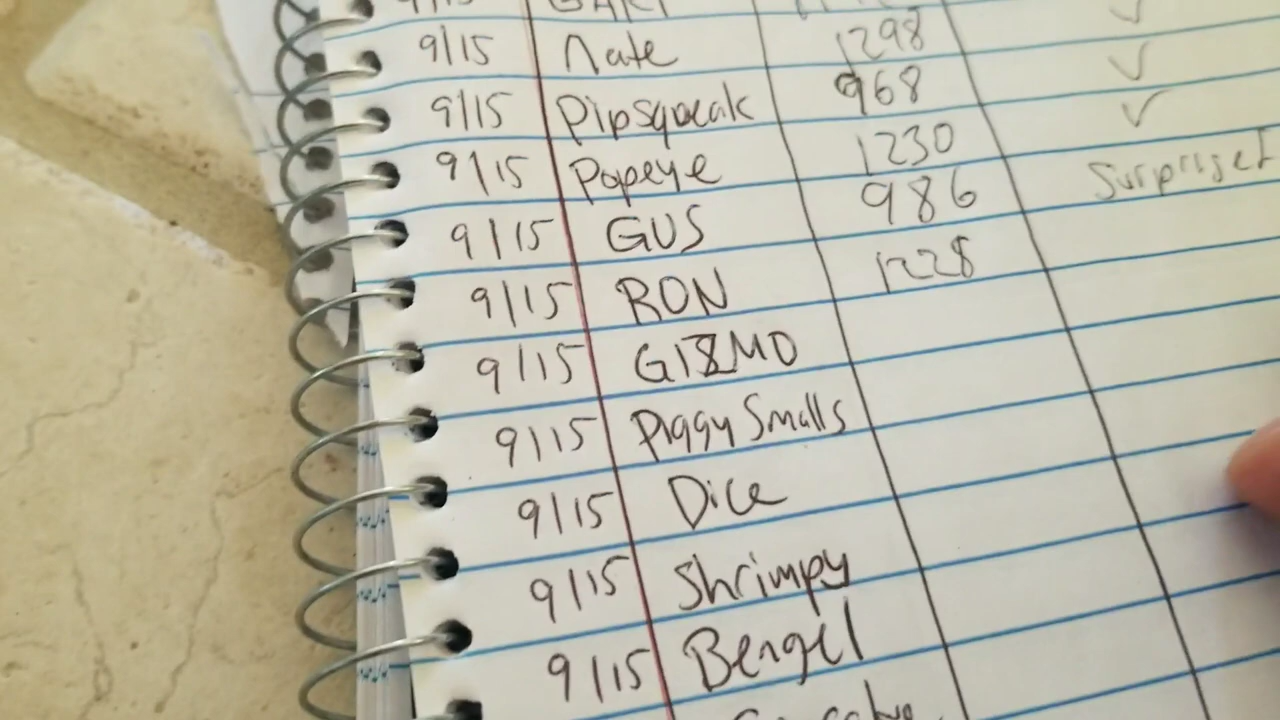 9/15 Nate 1298 ✓
9/15 Pipsqueak 968 ✓
9/15 Popeye 1230 ✓
9/15 GUS 986
9/15 RON 1228
9/15 GIZMO
9/15 Piggy Smalls
9/15 Dice
9/15 Shrimpy
9/15 Bengel